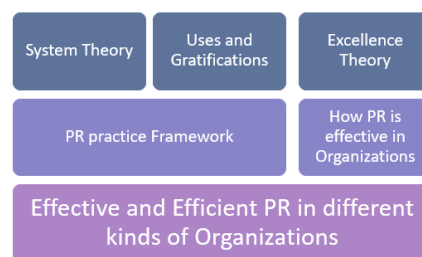 System Theory
Uses and
Gratifications
Excellence
Theory
PR practice Framework
How PR is
effective in
Organizations
Effective and Efficient PR in different
kinds of Organizations